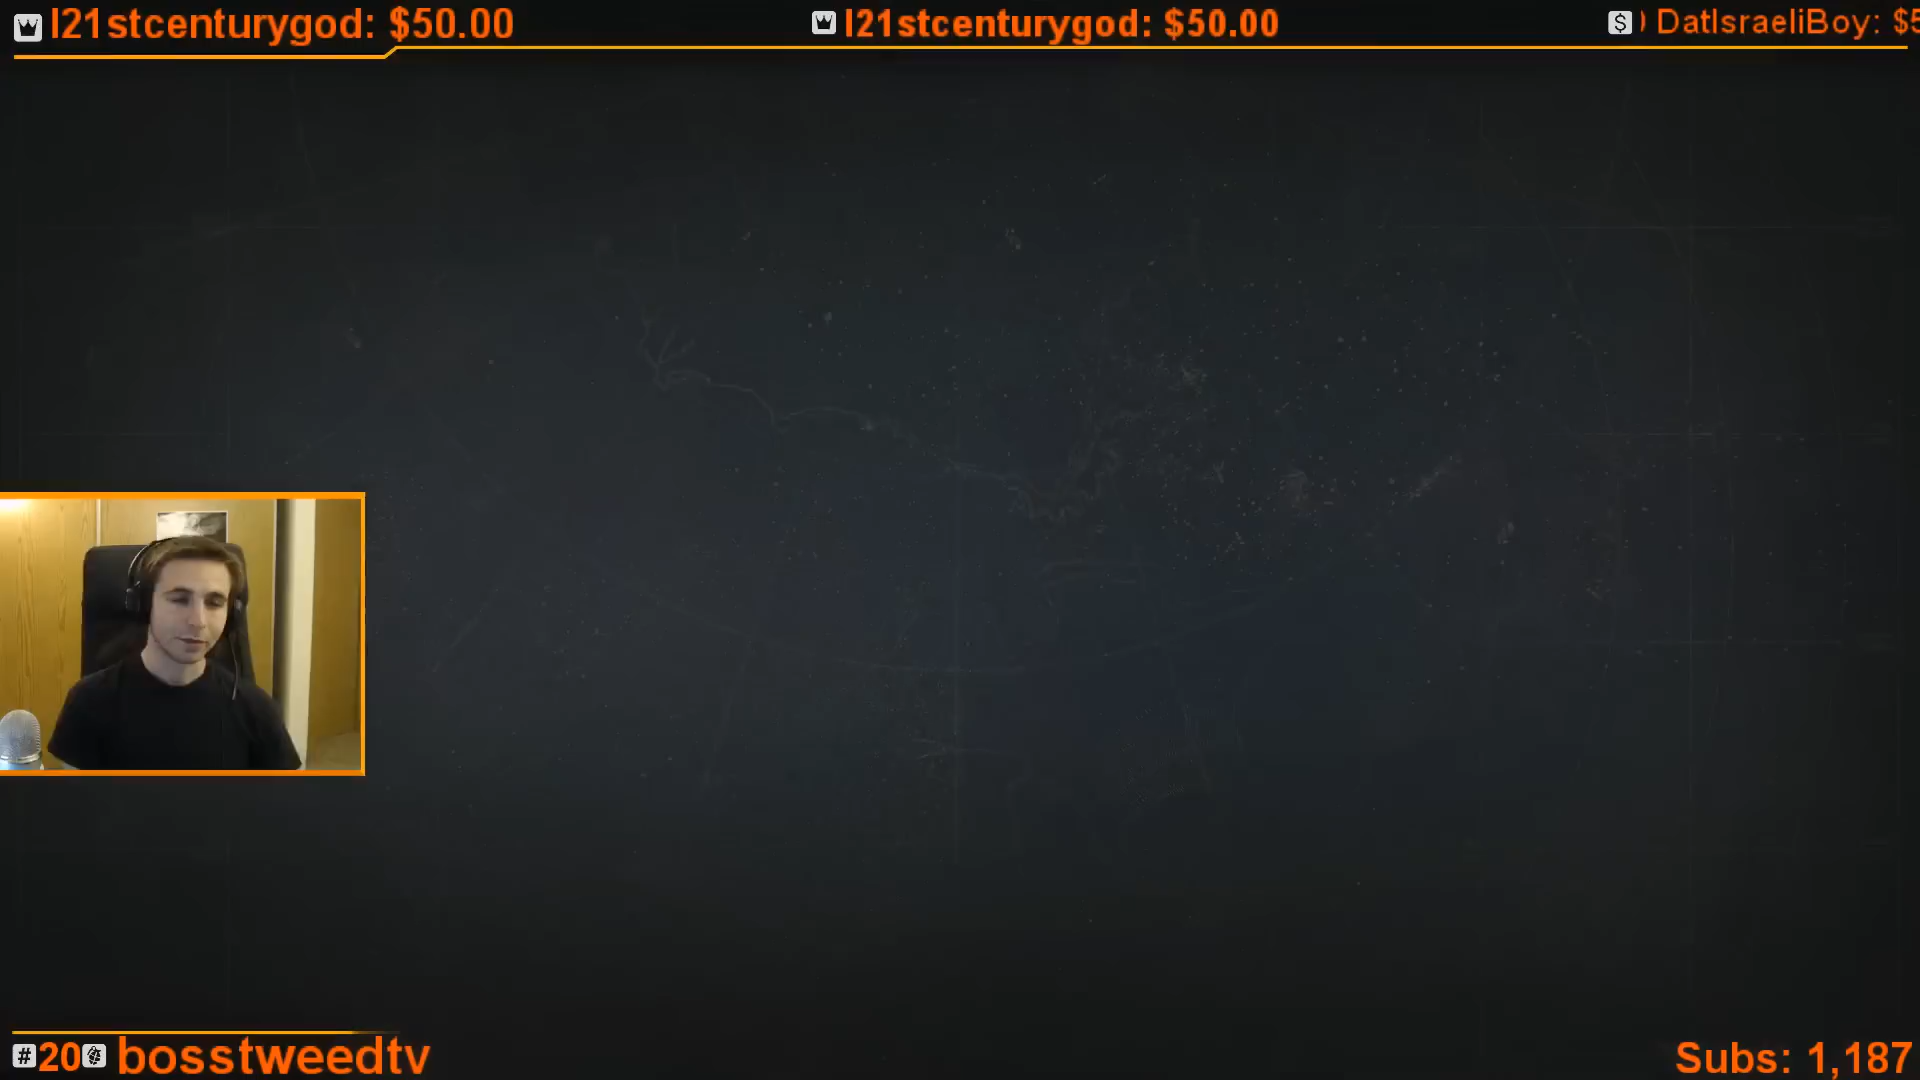 l21stcenturygod: $50.00
l21stcenturygod: $50.00
) DatIsraeliBoy: $5
#20 bosstweedtv
Subs: 1,187